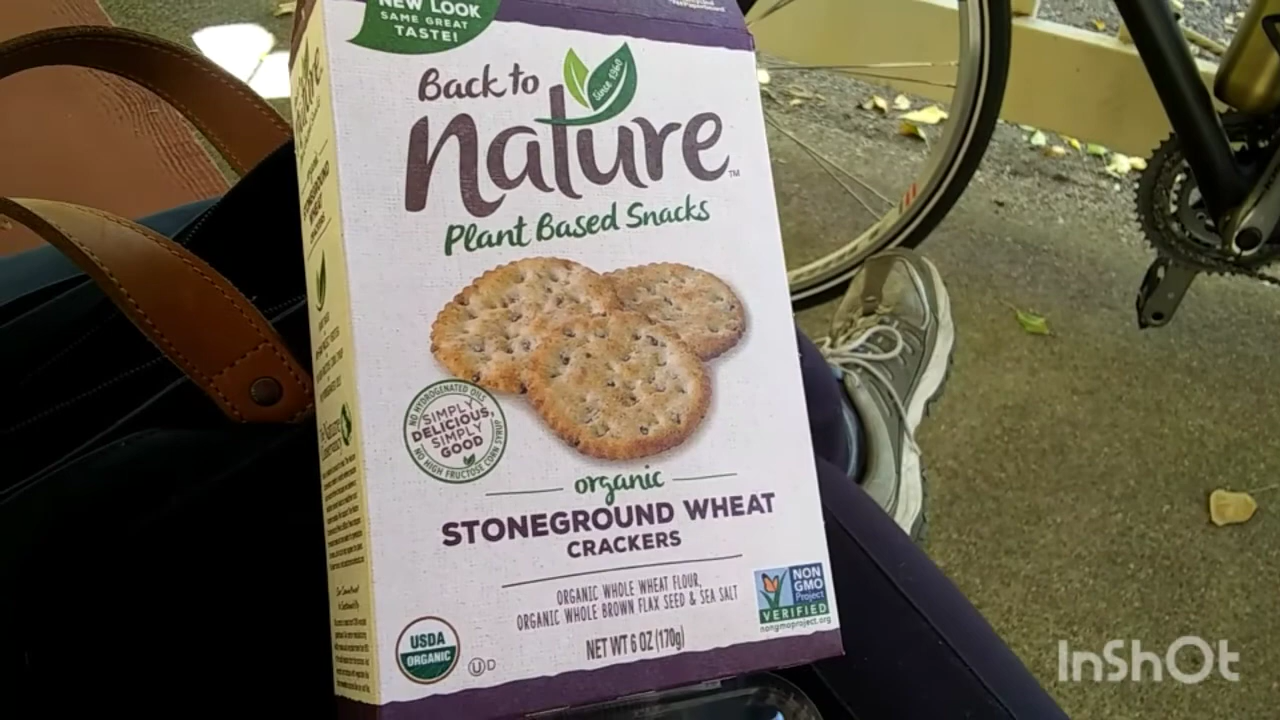 NEW LOOK
SAME GREAT
TASTE!
Back to
nature™
Since 1960
Plant Based Snacks
NO HYDROGENATED OILS
SIMPLY
DELICIOUS,
SIMPLY
GOOD
NO HIGH FRUCTOSE CORN SYRUP
organic
STONEGROUND WHEAT
CRACKERS
ORGANIC WHOLE WHEAT FLOUR,
ORGANIC WHOLE BROWN FLAX SEED & SEA SALT
NET WT 6 OZ (170g)
USDA
ORGANIC
U D
NON
GMO
Project
VERIFIED
nongmoproject.org
InShOt